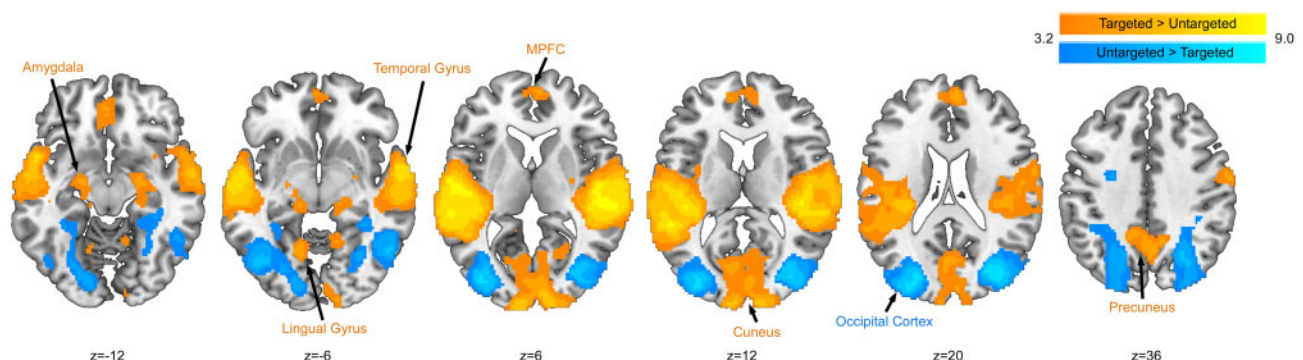 Targeted > Untargeted
3.2 9.0
Untargeted > Targeted
MPFC
Amygdala
Temporal Gyrus
Lingual Gyrus
Cuneus
Occipital Cortex
Precuneus
z=-12 z=-6 z=6 z=12 z=20 z=36